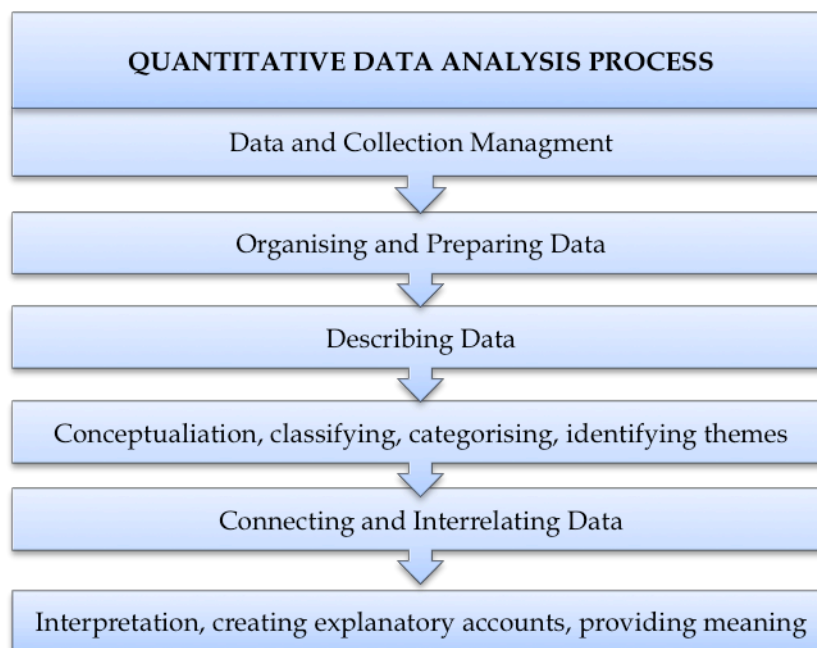 QUANTITATIVE DATA ANALYSIS PROCESS
Data and Collection Managment
Organising and Preparing Data
Describing Data
Conceptualiation, classifying, categorising, identifying themes
Connecting and Interrelating Data
Interpretation, creating explanatory accounts, providing meaning